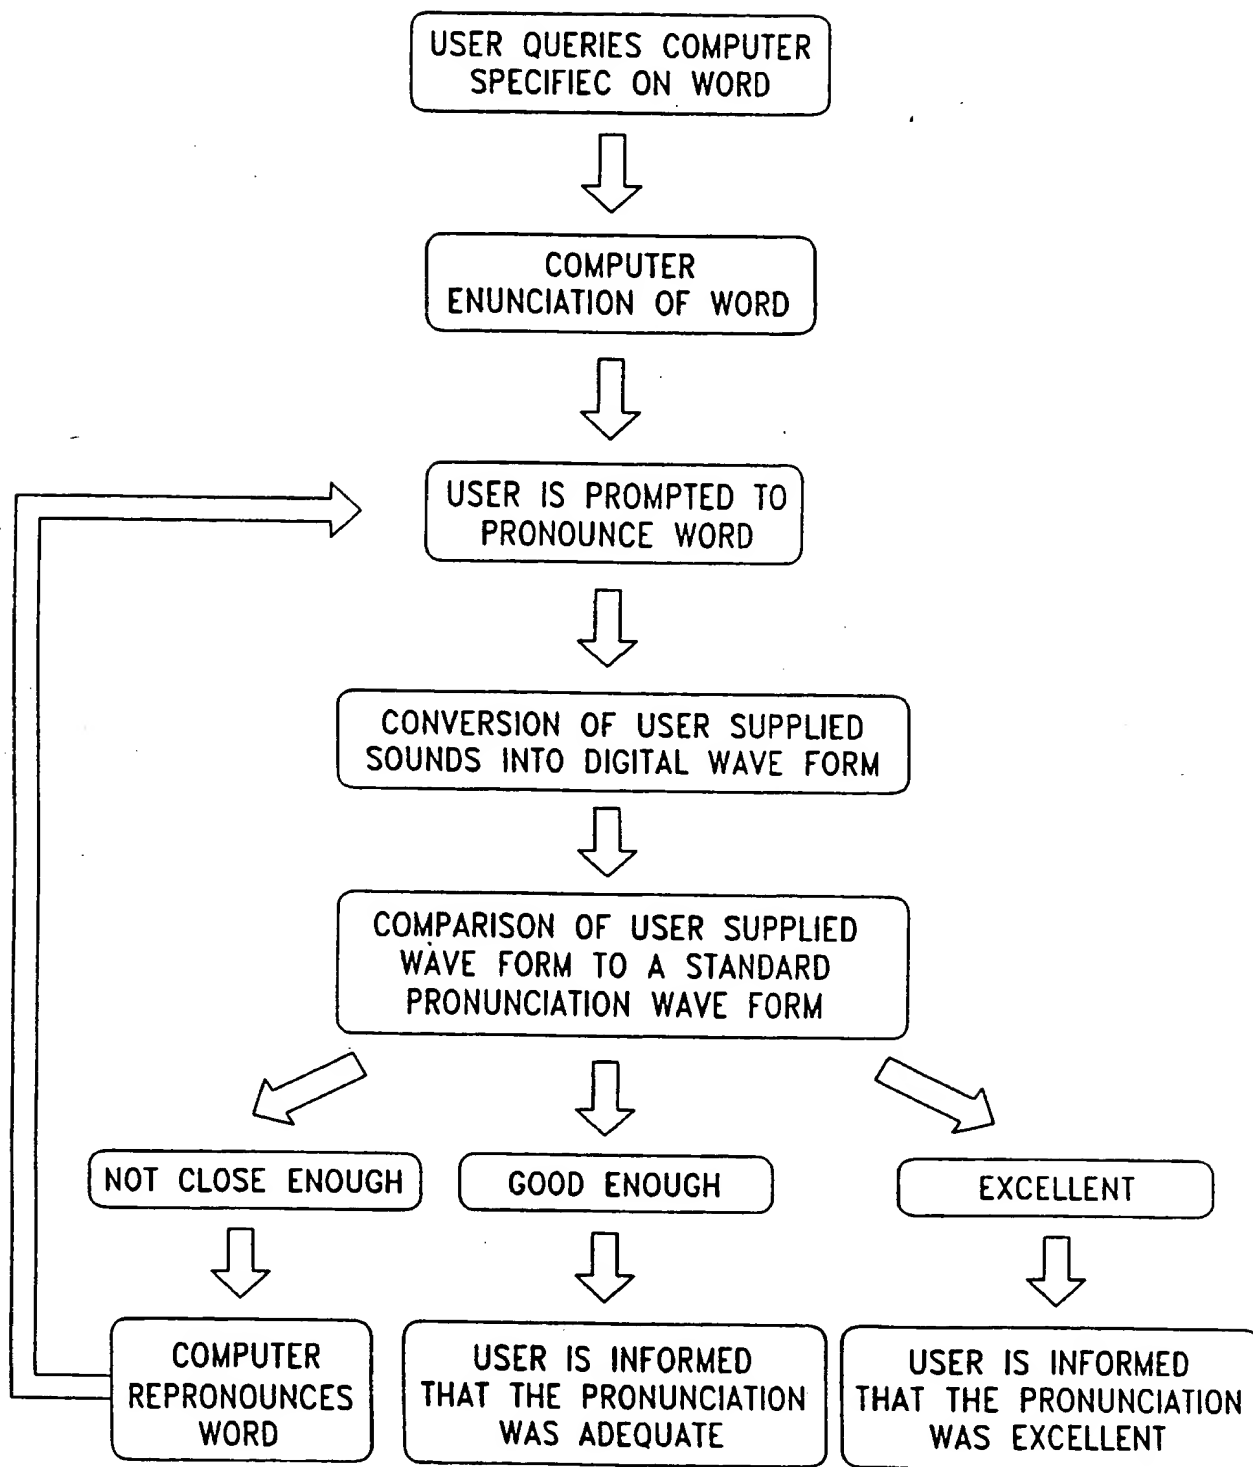 USER QUERIES COMPUTER
SPECIFIEC ON WORD
COMPUTER
ENUNCIATION OF WORD
USER IS PROMPTED TO
PRONOUNCE WORD
CONVERSION OF USER SUPPLIED
SOUNDS INTO DIGITAL WAVE FORM
COMPARISON OF USER SUPPLIED
WAVE FORM TO A STANDARD
PRONUNCIATION WAVE FORM
NOT CLOSE ENOUGH
GOOD ENOUGH
EXCELLENT
COMPUTER
REPRONOUNCES
WORD
USER IS INFORMED
THAT THE PRONUNCIATION
WAS ADEQUATE
USER IS INFORMED
THAT THE PRONUNCIATION
WAS EXCELLENT